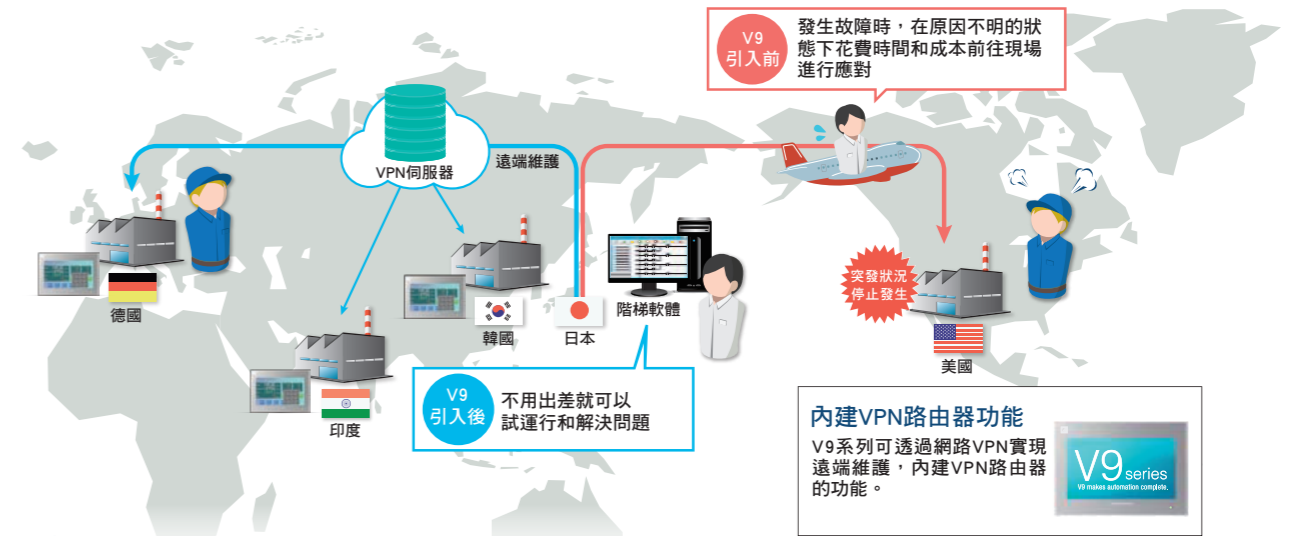 V9
引入前
發生故障時，在原因不明的狀
態下花費時間和成本前往現場
進行應對
VPN伺服器
遠端維護
突發狀況
停止發生
德國
韓國
日本
階梯軟體
美國
印度
V9
引入後
不用出差就可以
試運行和解決問題
內建VPN路由器功能
V9系列可透過網路VPN實現
遠端維護，內建VPN路由器
的功能。
V9 series
V9 makes automation complete.